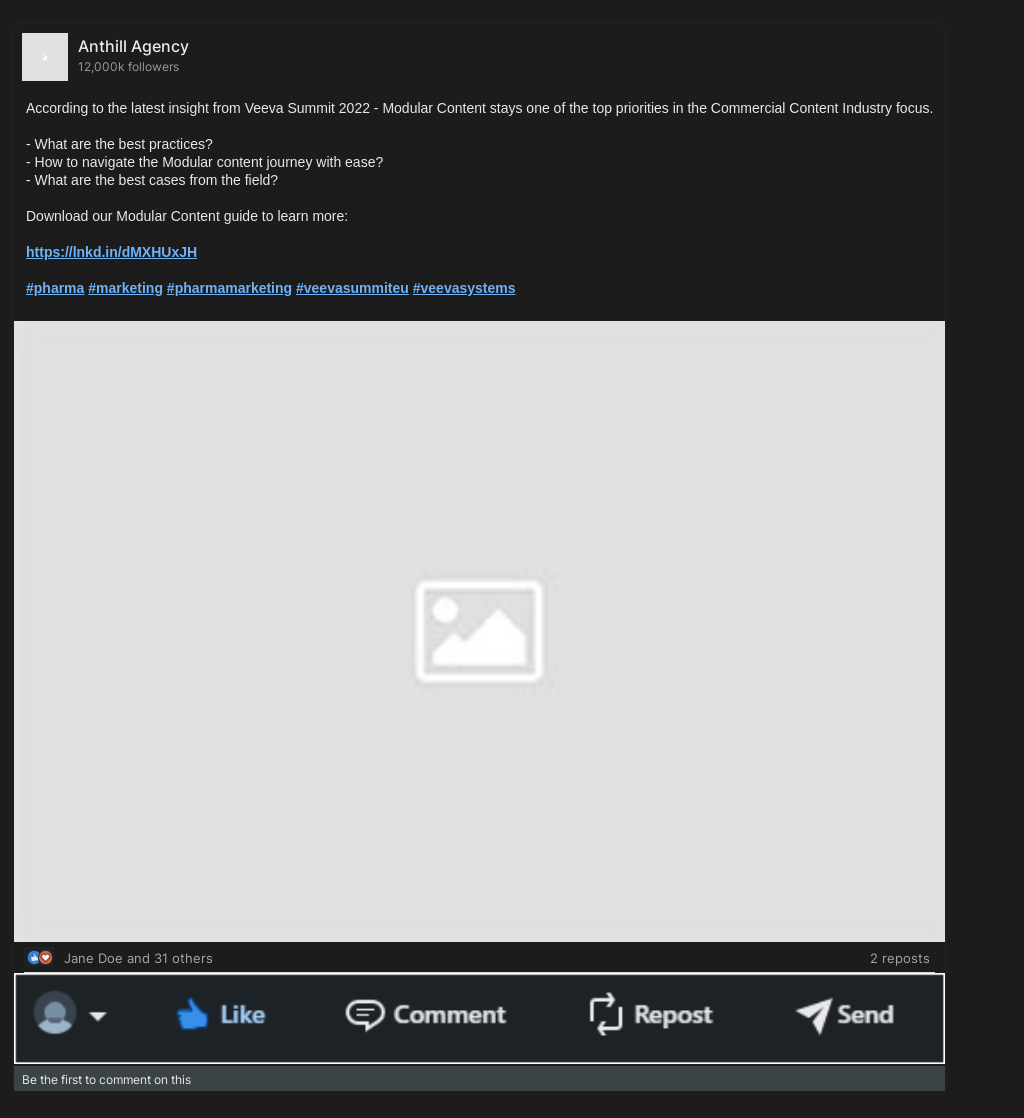 Anthill Agency
12,000k followers
According to the latest insight from Veeva Summit 2022 - Modular Content stays one of the top priorities in the Commercial Content Industry focus.
- What are the best practices?
- How to navigate the Modular content journey with ease?
- What are the best cases from the field?
Download our Modular Content guide to learn more:
https://lnkd.in/dMXHUxJH
#pharma #marketing #pharmamarketing #veevasummiteu #veevasystems
Jane Doe and 31 others 2 reposts
Like Comment Repost Send
Be the first to comment on this